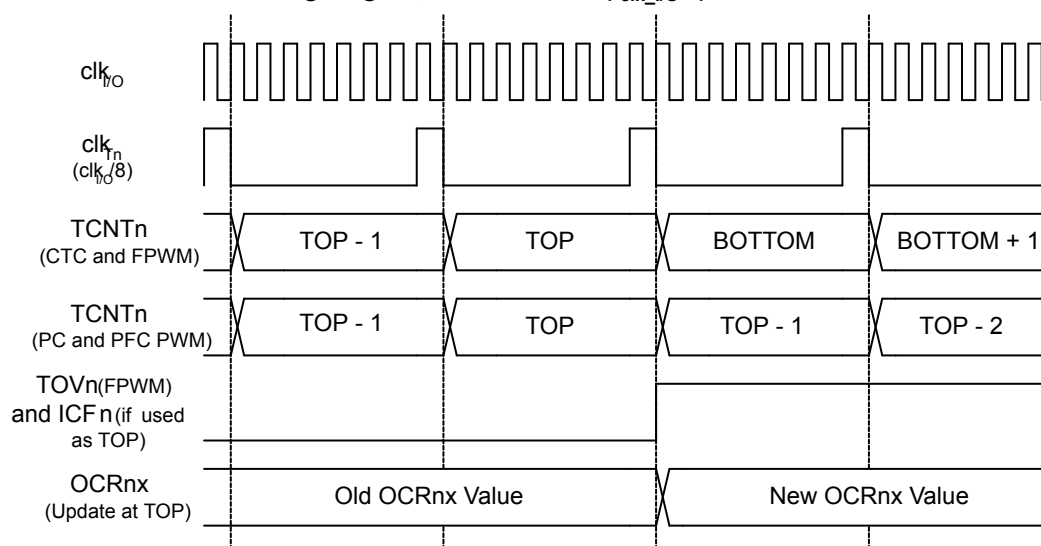 clkI/O
clkTn
(clkI/O/8)
TCNTn
(CTC and FPWM)
TOP - 1
TOP
BOTTOM
BOTTOM + 1
TCNTn
(PC and PFC PWM)
TOP - 1
TOP
TOP - 1
TOP - 2
TOVn(FPWM)
and ICFn(if used
as TOP)
OCRnx
(Update at TOP)
Old OCRnx Value
New OCRnx Value